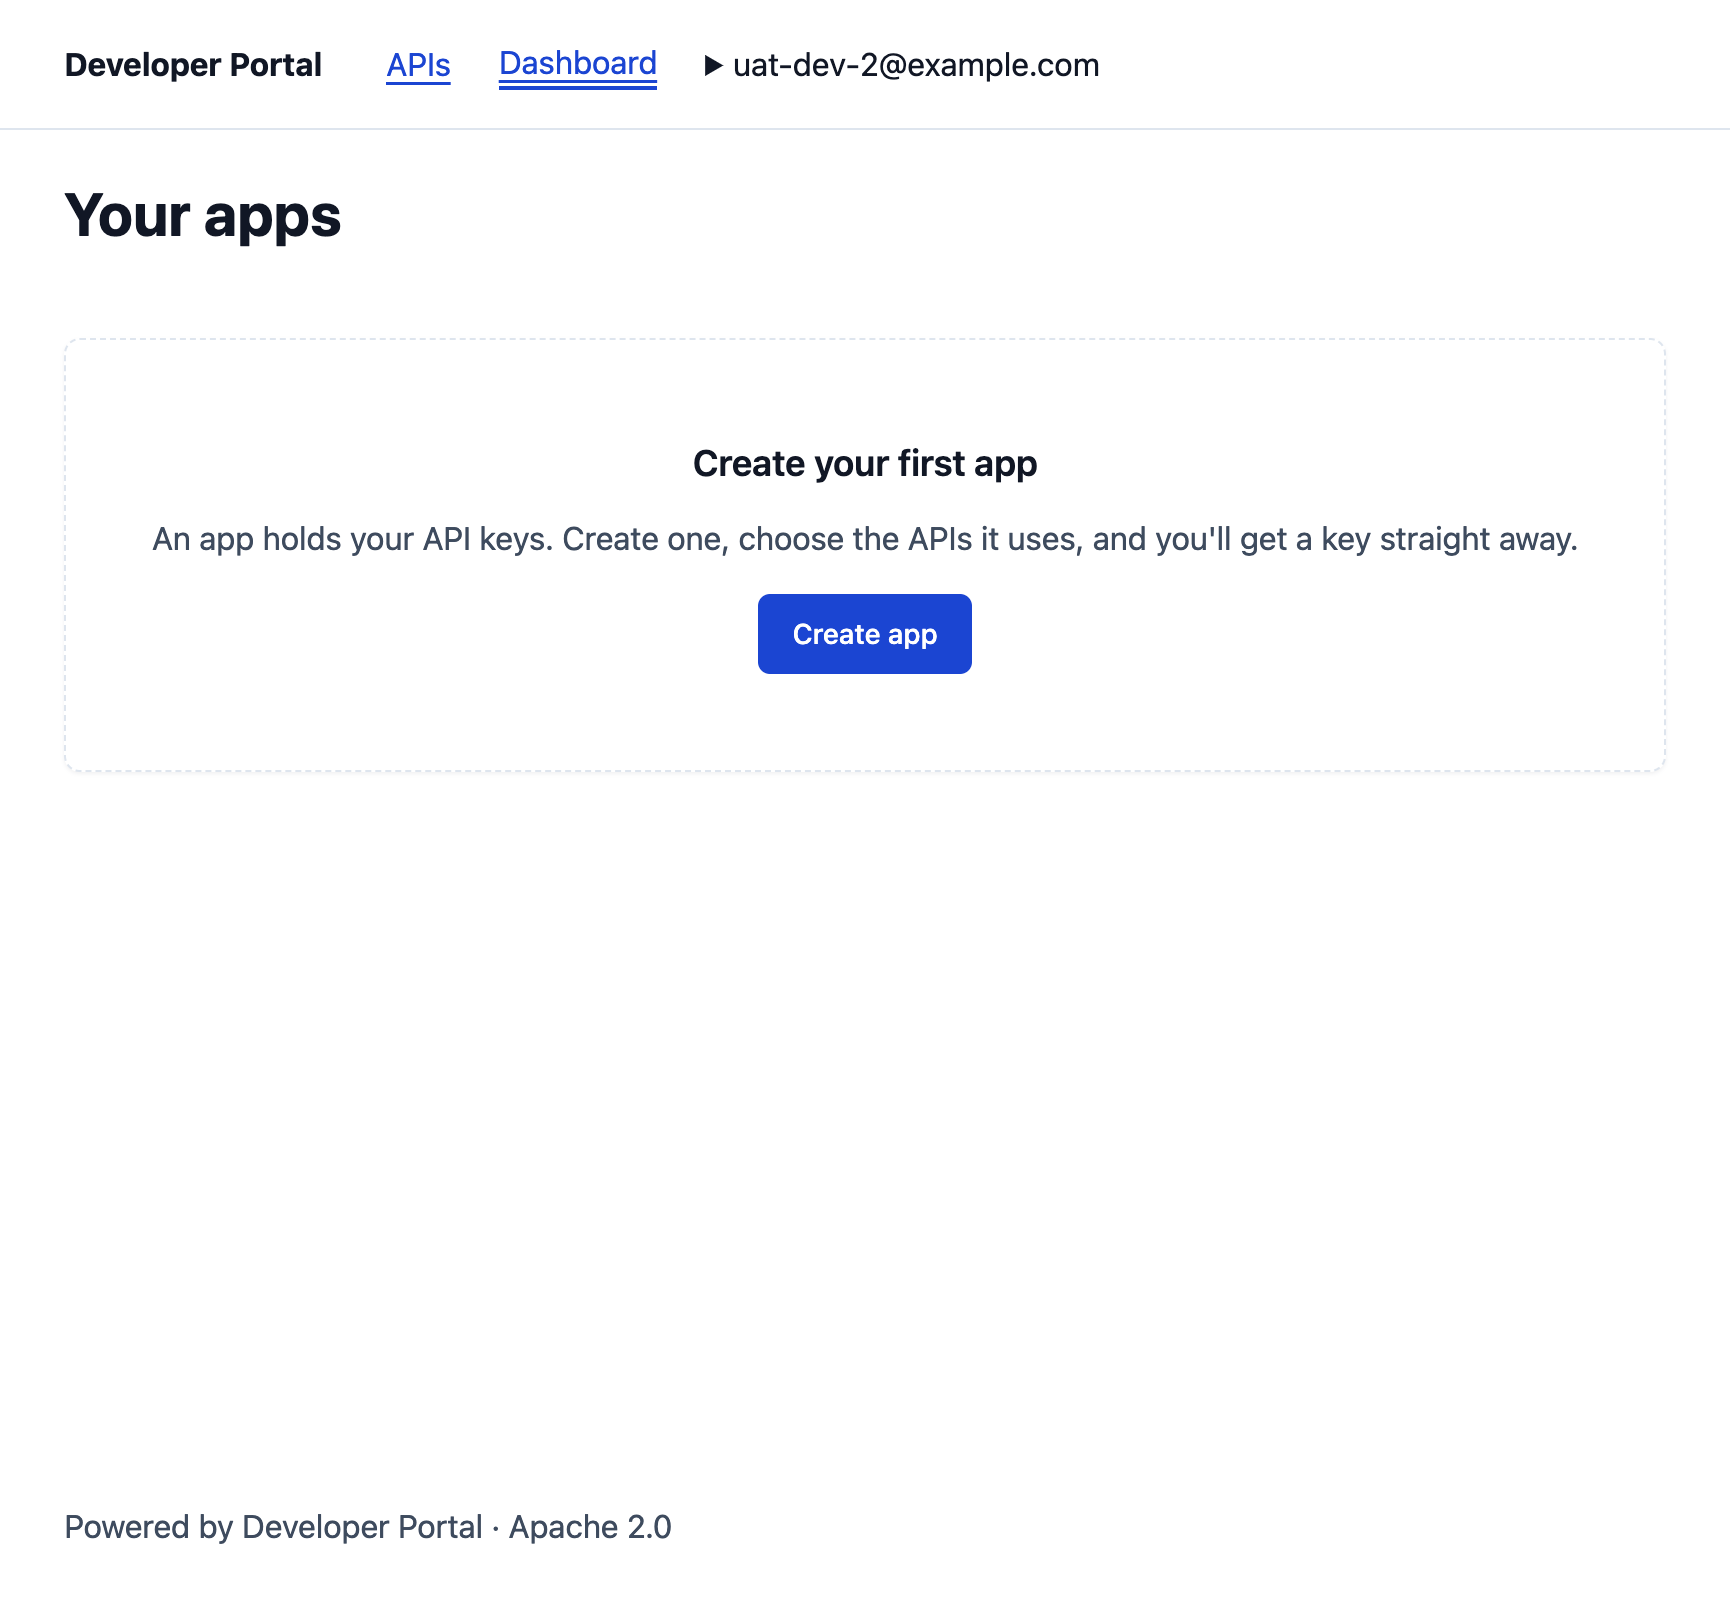 Developer Portal APIs Dashboard ▶ uat-dev-2@example.com
Your apps
Create your first app
An app holds your API keys. Create one, choose the APIs it uses, and you'll get a key straight away.
Create app
Powered by Developer Portal · Apache 2.0